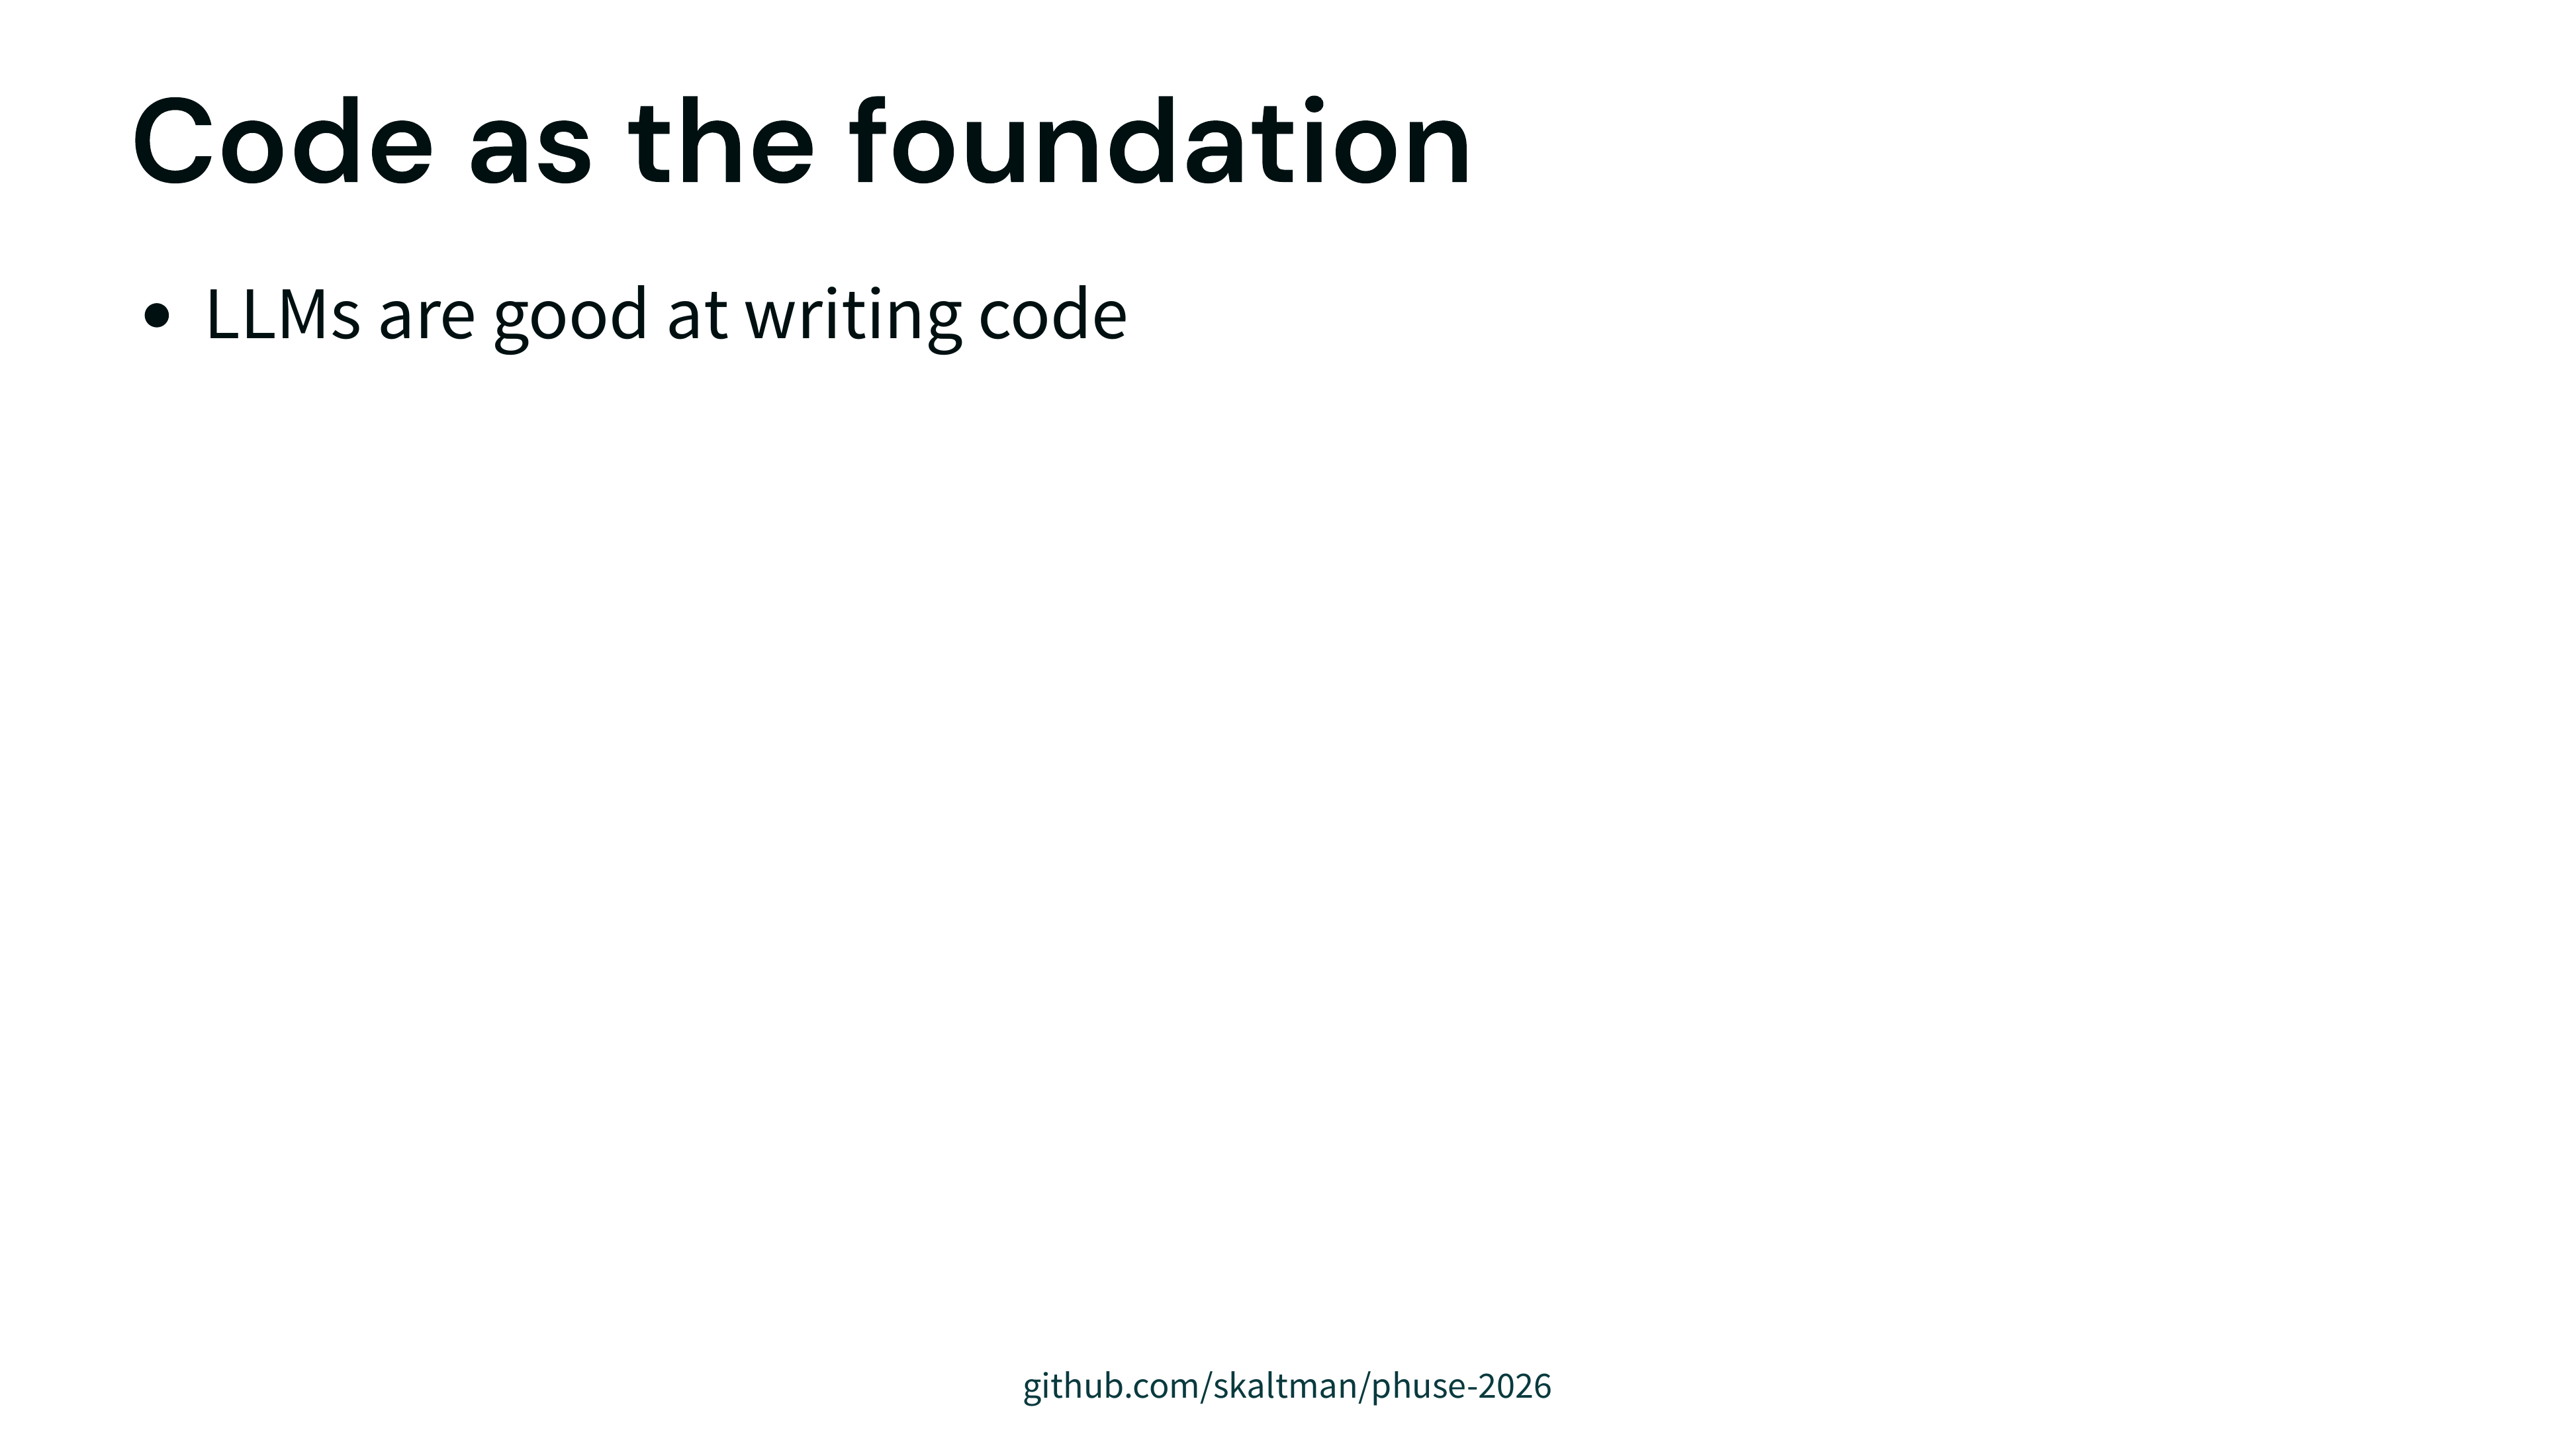 Code as the foundation
• LLMs are good at writing code
github.com/skaltman/phuse-2026